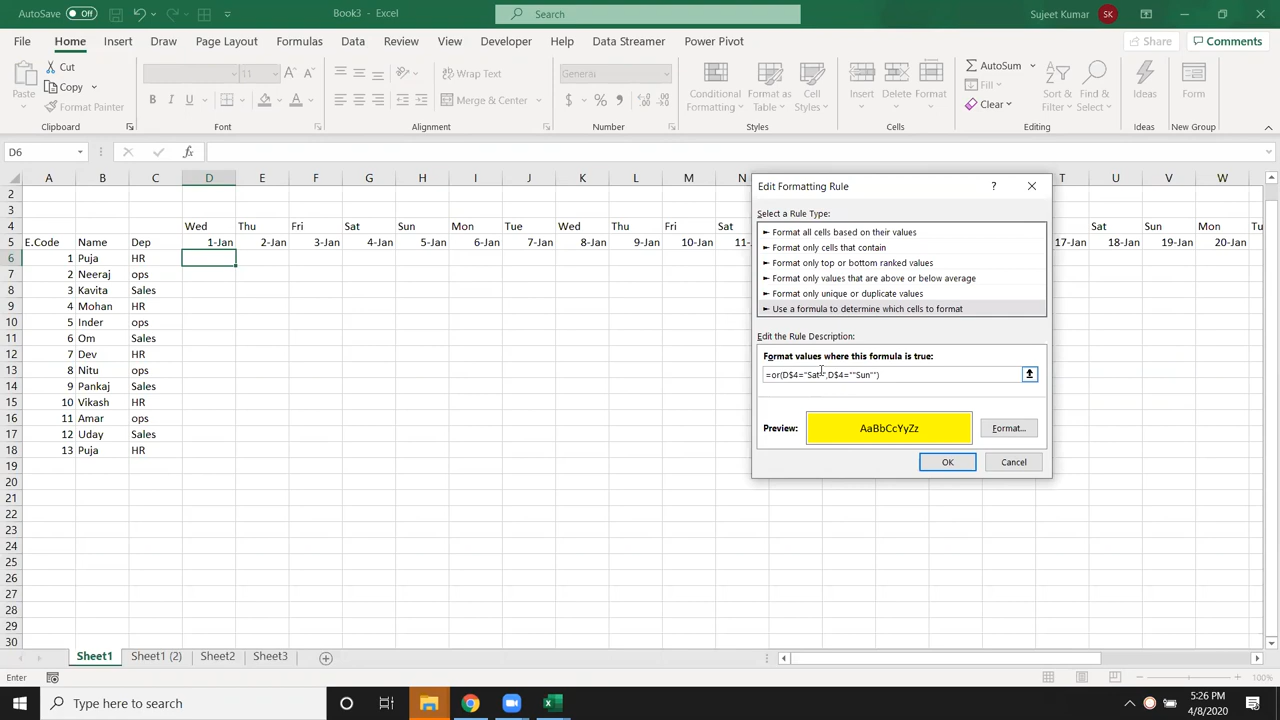 AutoSave Off Book3 - Excel Search Sujeet Kumar SK
File Home Insert Draw Page Layout Formulas Data Review View Developer Help Data Streamer Power Pivot Share Comments
Paste Cut Copy Format Painter
11 A A Wrap Text General AutoSum Fill Clear
B I U A Merge & Center $ % Conditional Formatting Format as Table Cell Styles Insert Delete Format Sort & Filter Find & Select Ideas Form
Clipboard Font Alignment Number Styles Cells Editing Ideas New Group
D6 fx
A B C D E F G H I J K L M N T U V W
2
3
4 Wed Thu Fri Sat Sun Mon Tue Wed Thu Fri Sat Sat Sun Mon Tu
5 E.Code Name Dep 1-Jan 2-Jan 3-Jan 4-Jan 5-Jan 6-Jan 7-Jan 8-Jan 9-Jan 10-Jan 11- 17-Jan 18-Jan 19-Jan 20-Jan
6 1 Puja HR
7 2 Neeraj ops
8 3 Kavita Sales
9 4 Mohan HR
10 5 Inder ops
11 6 Om Sales
12 7 Dev HR
13 8 Nitu ops
14 9 Pankaj Sales
15 10 Vikash HR
16 11 Amar ops
17 12 Uday Sales
18 13 Puja HR
19
20
21
22
23
24
25
26
27
28
29
30
Edit Formatting Rule ? ×
Select a Rule Type:
► Format all cells based on their values
► Format only cells that contain
► Format only top or bottom ranked values
► Format only values that are above or below average
► Format only unique or duplicate values
► Use a formula to determine which cells to format
Edit the Rule Description:
Format values where this formula is true:
=or(D$4="Sat",D$4=""Sun"")
Preview: AaBbCcYyZz Format...
OK Cancel
Sheet1 Sheet1 (2) Sheet2 Sheet3
Enter 100%
Type here to search
5:26 PM
4/8/2020